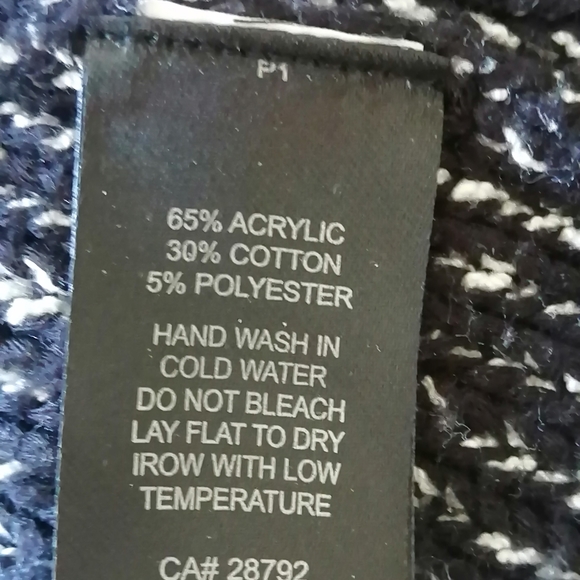 P1
65% ACRYLIC
30% COTTON
5% POLYESTER
HAND WASH IN
COLD WATER
DO NOT BLEACH
LAY FLAT TO DRY
IROW WITH LOW
TEMPERATURE
CA# 28792